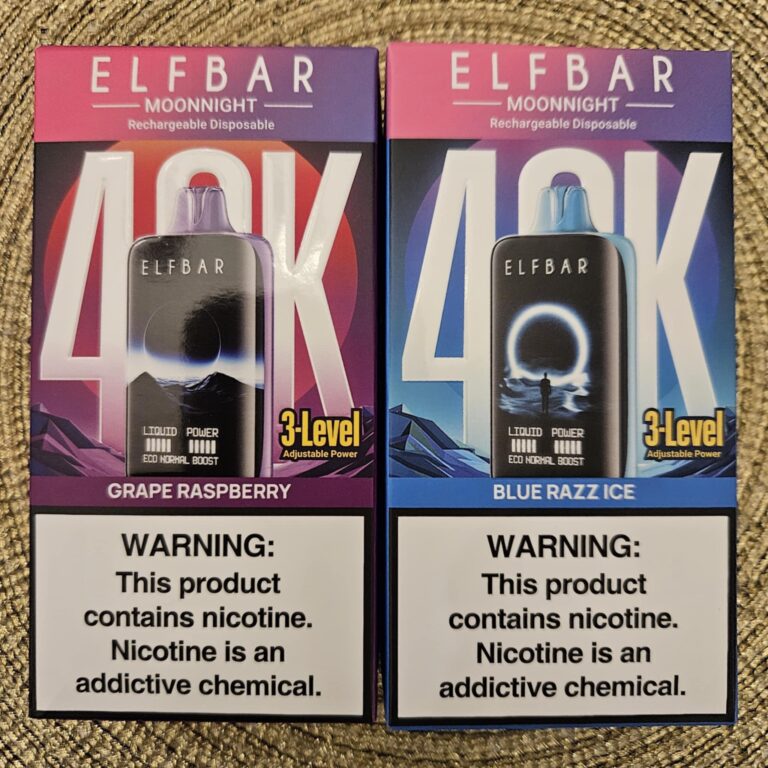 ELFBAR
MOONNIGHT
Rechargeable Disposable
40K
ELFBAR
LIQUID POWER
ECO NORMAL BOOST
3-Level
Adjustable Power
GRAPE RASPBERRY
WARNING:
This product
contains nicotine.
Nicotine is an
addictive chemical.
ELFBAR
MOONNIGHT
Rechargeable Disposable
40K
ELFBAR
LIQUID POWER
ECO NORMAL BOOST
3-Level
Adjustable Power
BLUE RAZZ ICE
WARNING:
This product
contains nicotine.
Nicotine is an
addictive chemical.